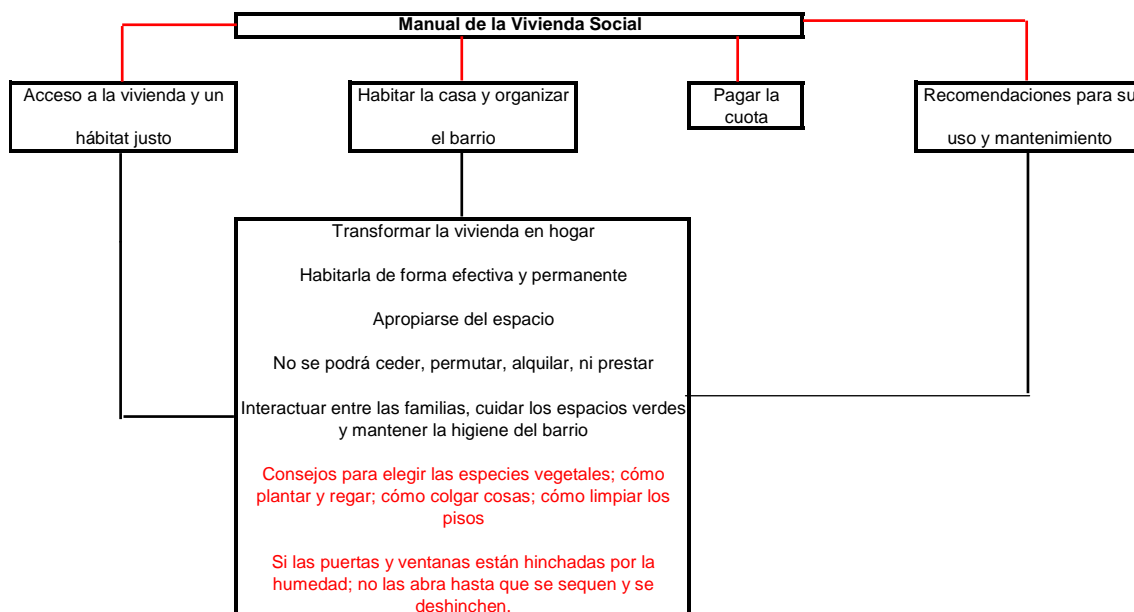 Manual de la Vivienda Social
Acceso a la vivienda y un
hábitat justo
Habitar la casa y organizar
el barrio
Pagar la
cuota
Recomendaciones para su
uso y mantenimiento
Transformar la vivienda en hogar
Habitarla de forma efectiva y permanente
Apropiarse del espacio
No se podrá ceder, permutar, alquilar, ni prestar
Interactuar entre las familias, cuidar los espacios verdes
y mantener la higiene del barrio
Consejos para elegir las especies vegetales; cómo
plantar y regar; cómo colgar cosas; cómo limpiar los
pisos
Si las puertas y ventanas están hinchadas por la
humedad; no las abra hasta que se sequen y se
deshinchen.